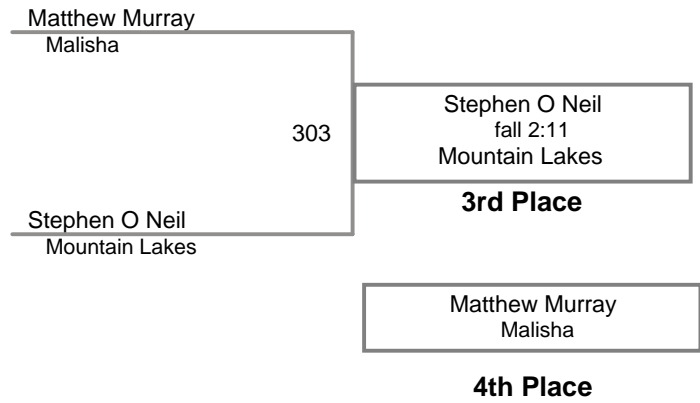 Matthew Murray
Malisha
303
Stephen O Neil
fall 2:11
Mountain Lakes
3rd Place
Stephen O Neil
Mountain Lakes
Matthew Murray
Malisha
4th Place